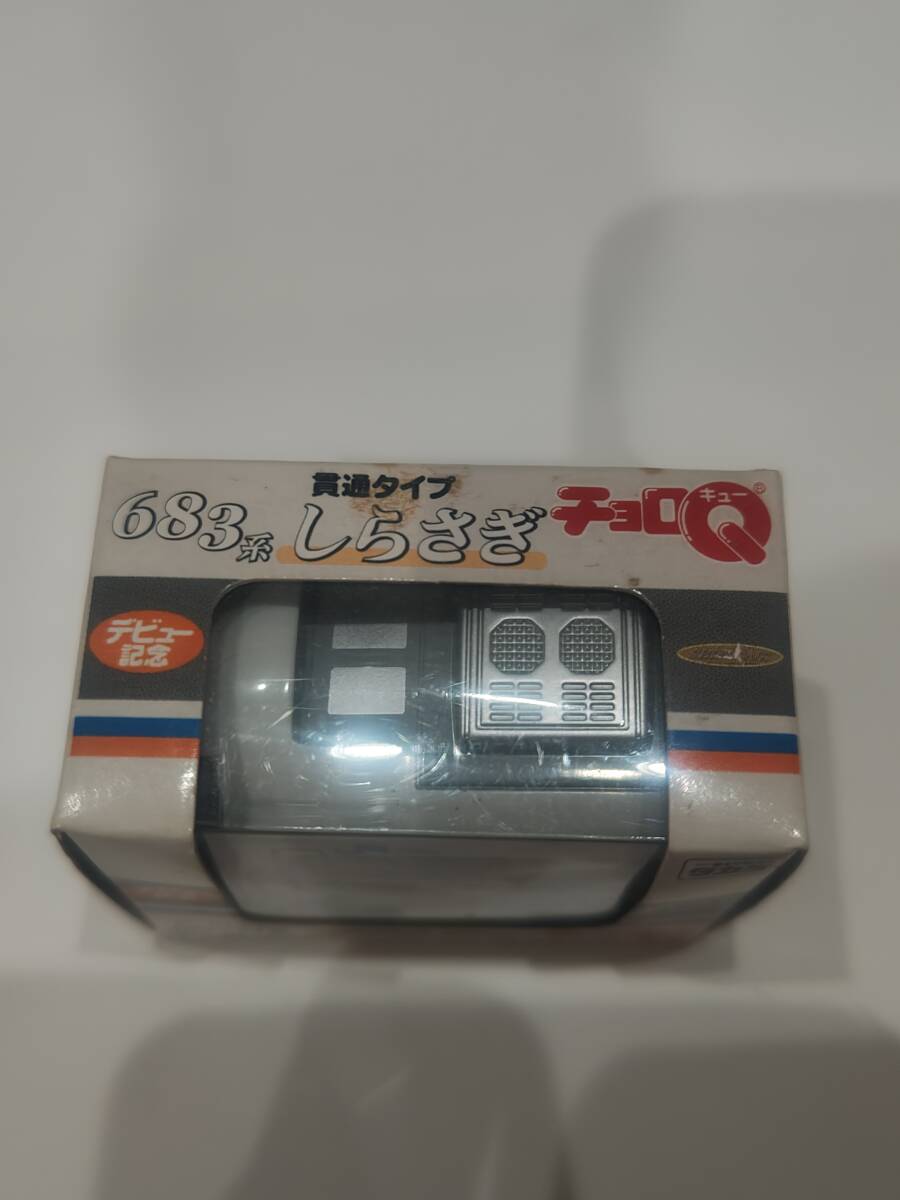 貫通タイプ
683系 しらさぎ
チョロQ®
キュー
デビュー
記念